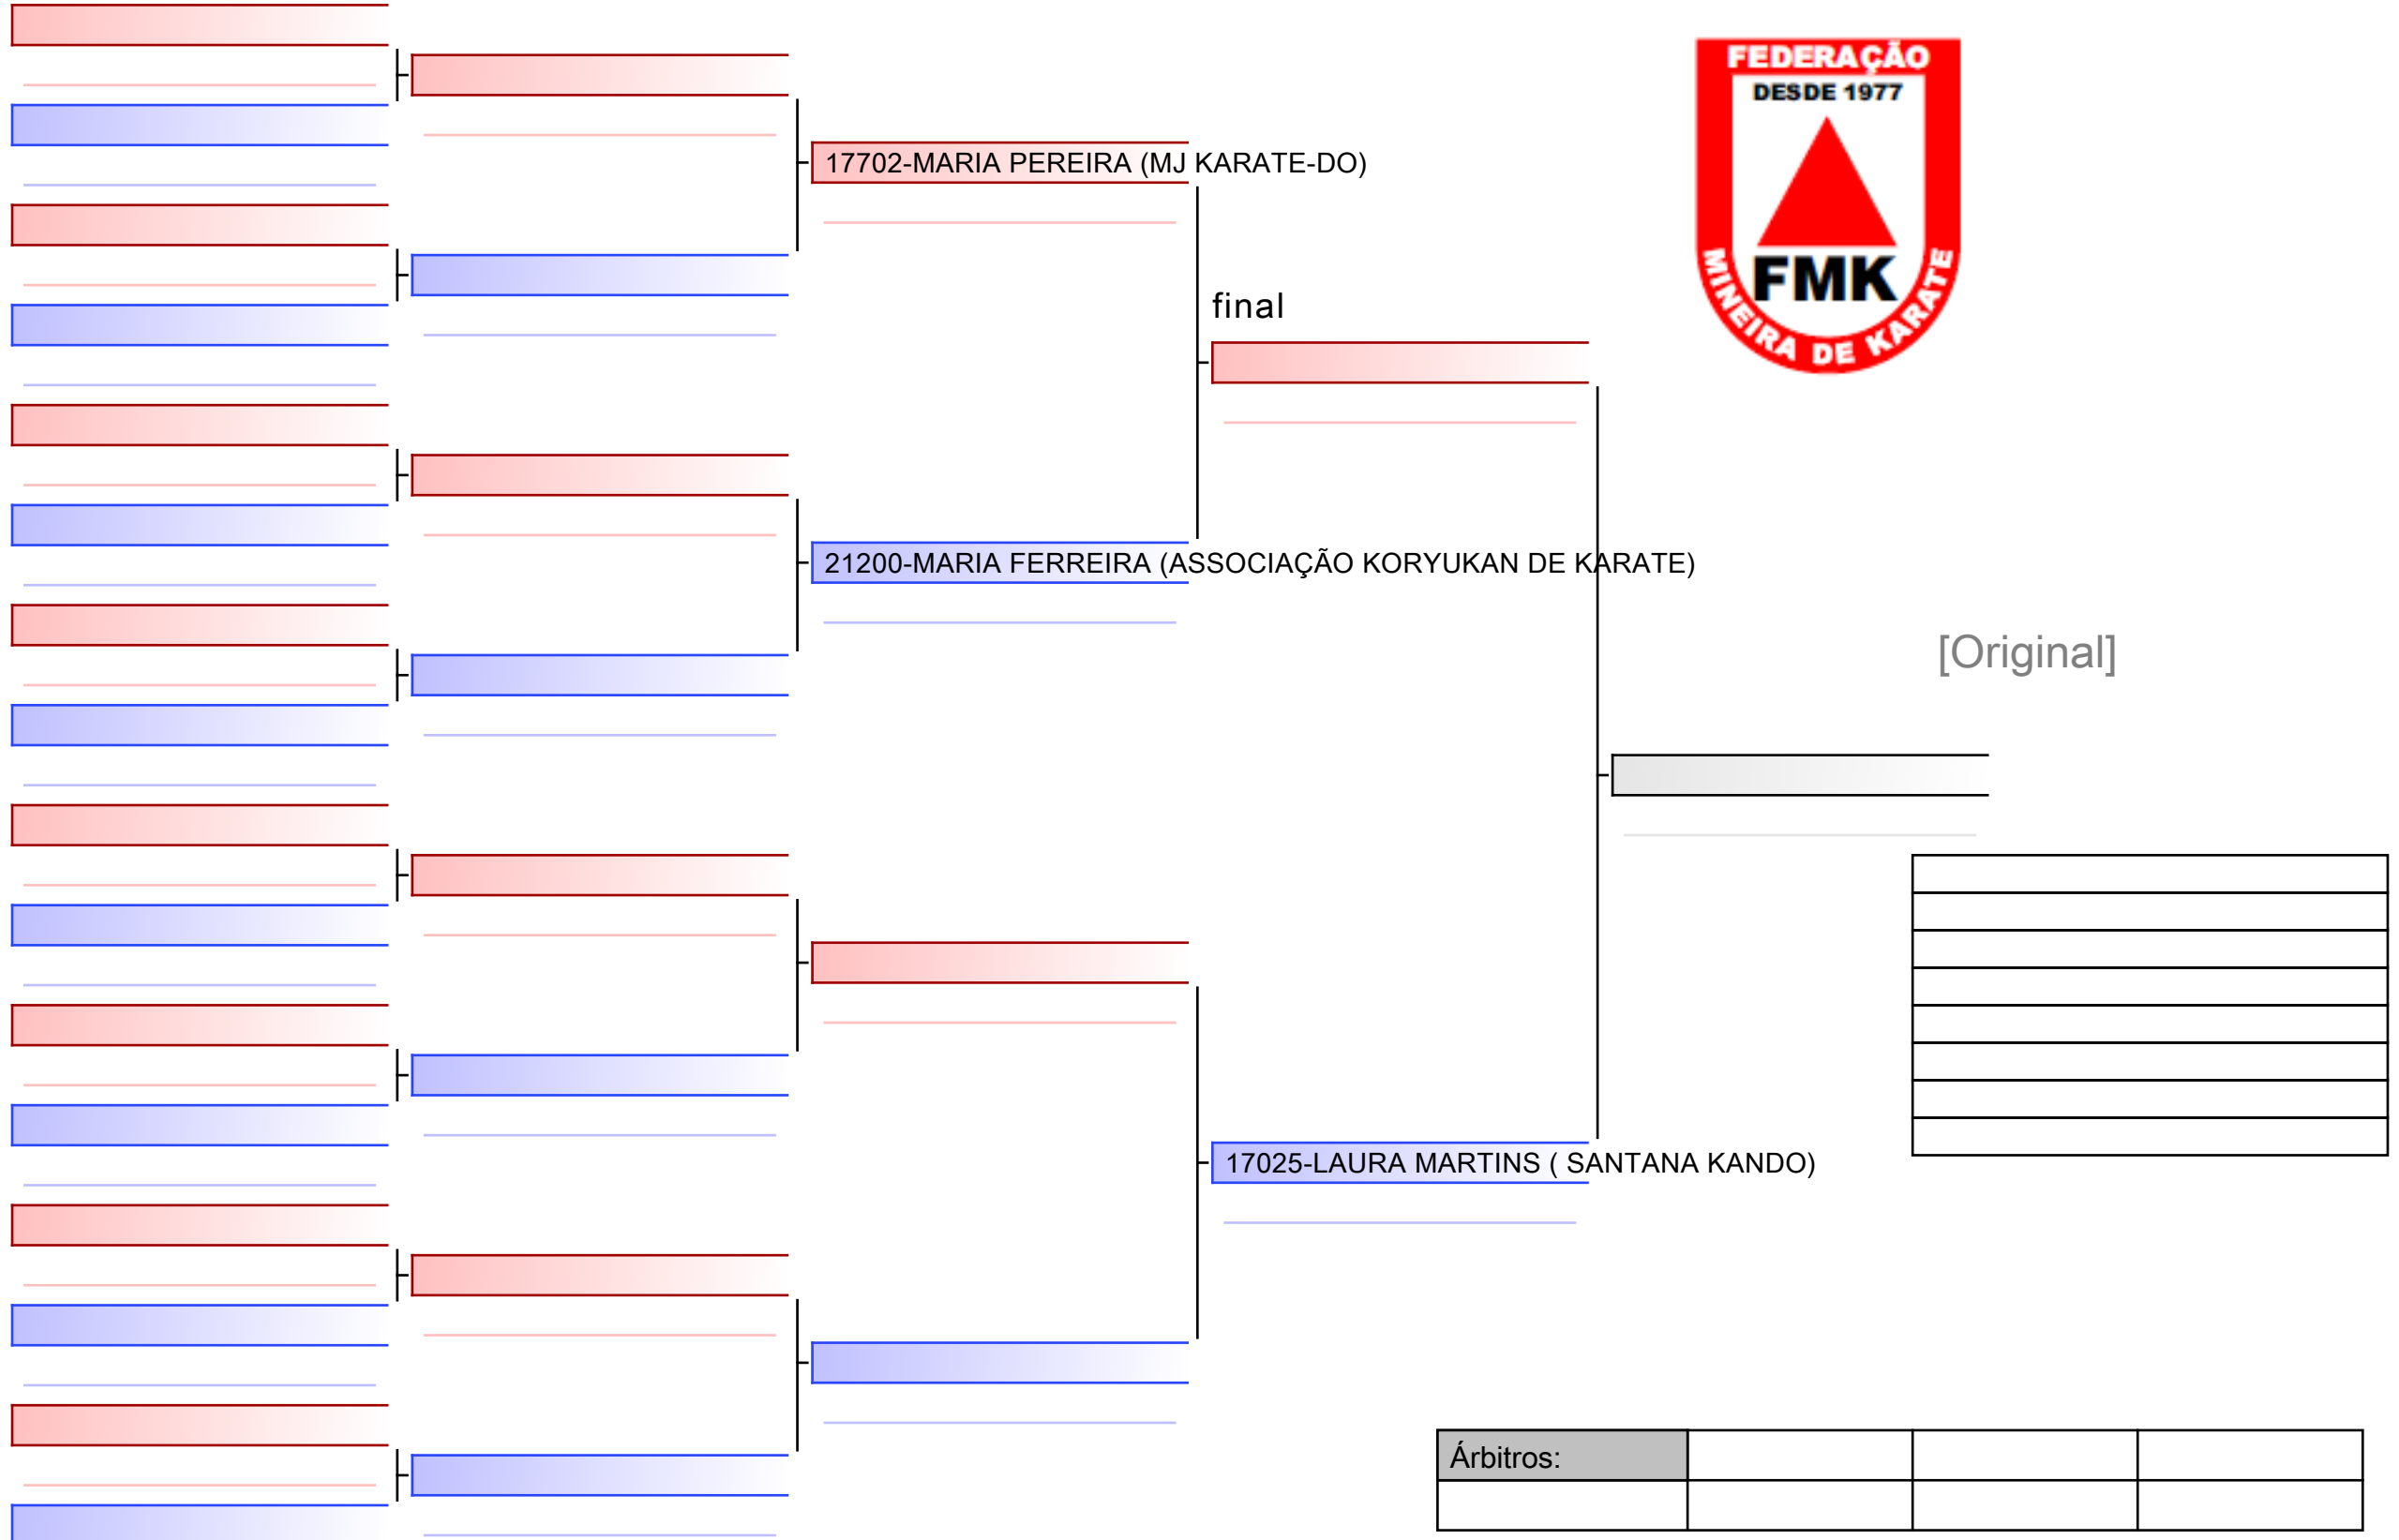 FEDERAÇÃO
DESDE 1977
FMK
MINEIRA DE KARATE
17702-MARIA PEREIRA (MJ KARATE-DO)
final
21200-MARIA FERREIRA (ASSOCIAÇÃO KORYUKAN DE KARATE)
[Original]
17025-LAURA MARTINS ( SANTANA KANDO)
Árbitros: